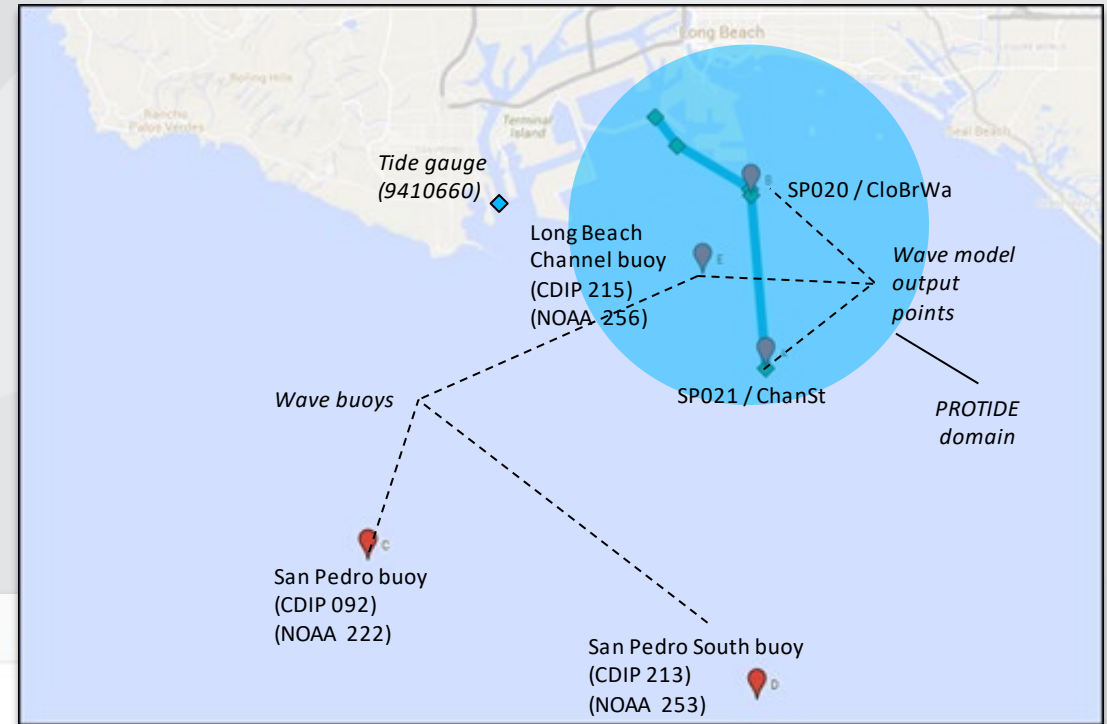 Long Beach
Rolling Hills
Rancho
Palos Verdes
Terminal
Island
Seal Beach
Tide gauge
(9410660)
B
SP020 / CloBrWa
Long Beach
Channel buoy
(CDIP 215)
(NOAA 256)
E
Wave model
output
points
A
SP021 / ChanSt
Wave buoys
PROTIDE
domain
C
San Pedro buoy
(CDIP 092)
(NOAA 222)
San Pedro South buoy
(CDIP 213)
(NOAA 253)
D